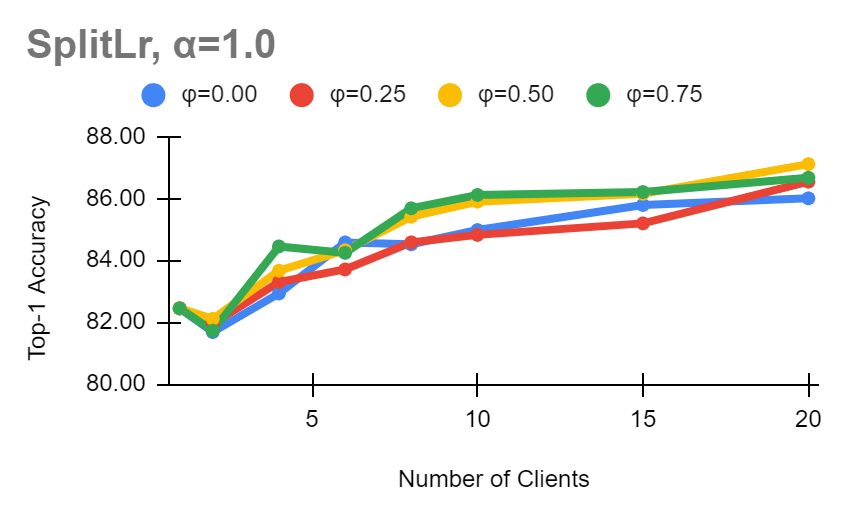 SplitLr, α=1.0
φ=0.00 φ=0.25 φ=0.50 φ=0.75
88.00
86.00
84.00
82.00
80.00
Top-1 Accuracy
5 10 15 20
Number of Clients